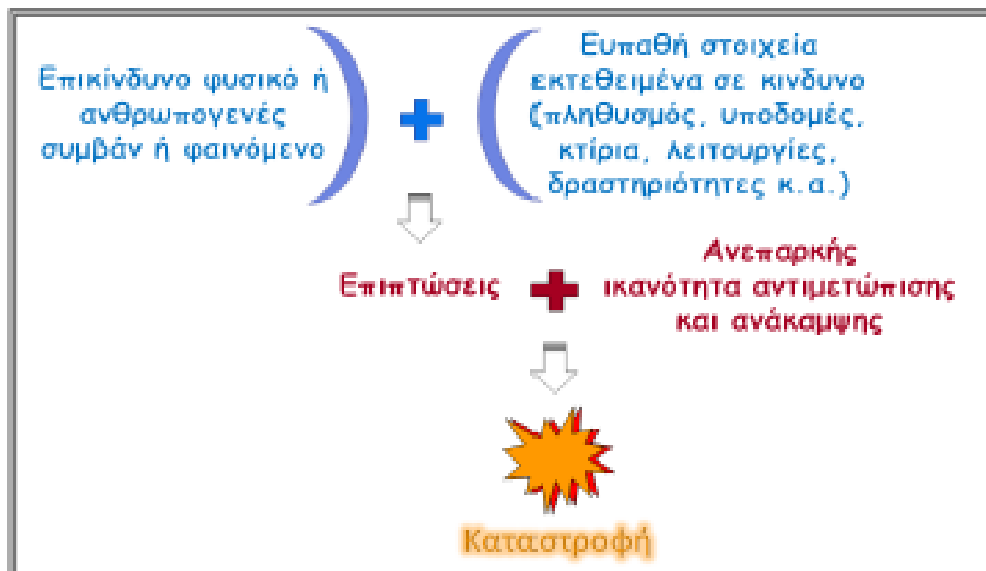 Επικίνδυνο φυσικό ή
ανθρωπογενές
συμβάν ή φαινόμενο
Ευπαθή στοιχεία
εκτεθειμένα σε κινδυνο
(πληθυσμός, υποδομές,
κτίρια, λειτουργίες,
δραστηριότητες κ.α.)
Επιπτώσεις
Ανεπαρκής
ικανότητα αντιμετώπισης
και ανάκαμψης
Καταστροφή